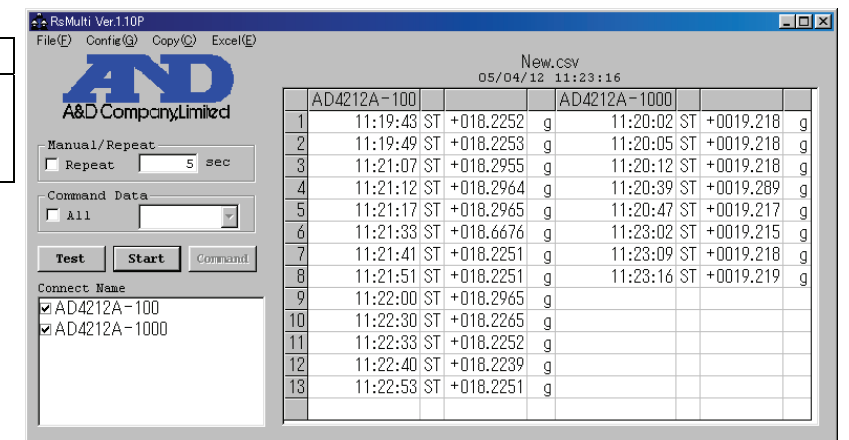 RsMulti Ver.1.10P
File(F) Config(G) Copy(C) Excel(E)
AND
A&D Company,Limited
Manual/Repeat
Repeat 5 sec
Command Data
All
Test Start Command
Connect Name
AD4212A-100
AD4212A-1000
New.csv
05/04/12 11:23:16
AD4212A-100 AD4212A-1000
1 11:19:43 ST +018.2252 g 11:20:02 ST +0019.218 g
2 11:19:49 ST +018.2253 g 11:20:05 ST +0019.218 g
3 11:21:07 ST +018.2955 g 11:20:12 ST +0019.218 g
4 11:21:12 ST +018.2964 g 11:20:39 ST +0019.289 g
5 11:21:17 ST +018.2965 g 11:20:47 ST +0019.217 g
6 11:21:33 ST +018.6676 g 11:23:02 ST +0019.215 g
7 11:21:41 ST +018.2251 g 11:23:09 ST +0019.218 g
8 11:21:51 ST +018.2251 g 11:23:16 ST +0019.219 g
9 11:22:00 ST +018.2965 g
10 11:22:30 ST +018.2265 g
11 11:22:33 ST +018.2252 g
12 11:22:40 ST +018.2239 g
13 11:22:53 ST +018.2251 g